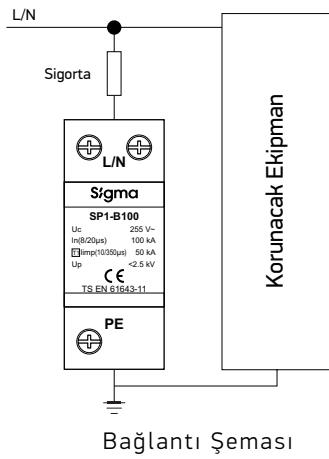 L/N
Sigorta
L/N
Sigma
SP1-B100
Uc 255 V~
In(8/20µs) 100 kA
T1 Iimp(10/350µs) 50 kA
Up <2.5 kV
CE
TS EN 61643-11
PE
Korunacak Ekipman
Bağlantı Şeması